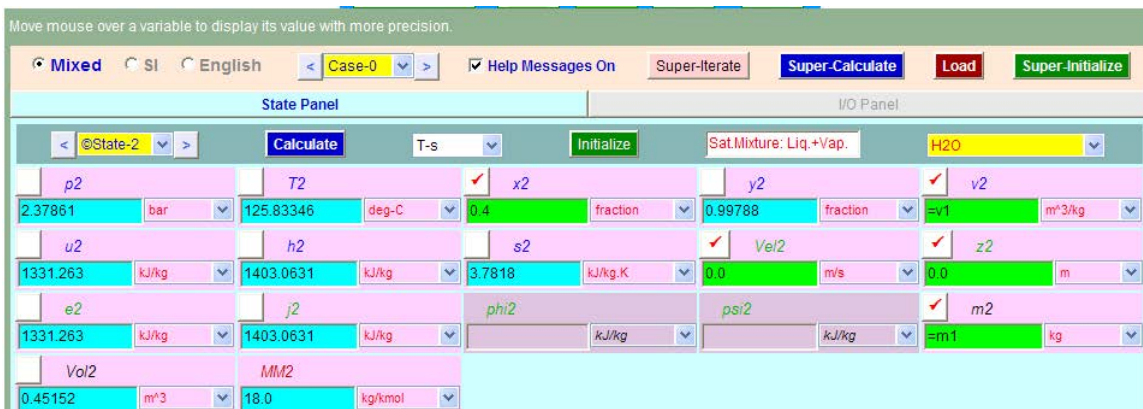 Move mouse over a variable to display its value with more precision.
Mixed SI English < Case-0 > Help Messages On Super-Iterate Super-Calculate Load Super-Initialize
State Panel I/O Panel
< ©State-2 > Calculate T-s Initialize Sat.Mixture: Liq.+Vap. H2O
p2 T2 x2 y2 v2
2.37861 bar 125.83346 deg-C 0.4 fraction 0.99788 fraction =v1 m^3/kg
u2 h2 s2 Vel2 z2
1331.263 kJ/kg 1403.0631 kJ/kg 3.7818 kJ/kg.K 0.0 m/s 0.0 m
e2 j2 phi2 psi2 m2
1331.263 kJ/kg 1403.0631 kJ/kg kJ/kg kJ/kg =m1 kg
Vol2 MM2
0.45152 m^3 18.0 kg/kmol